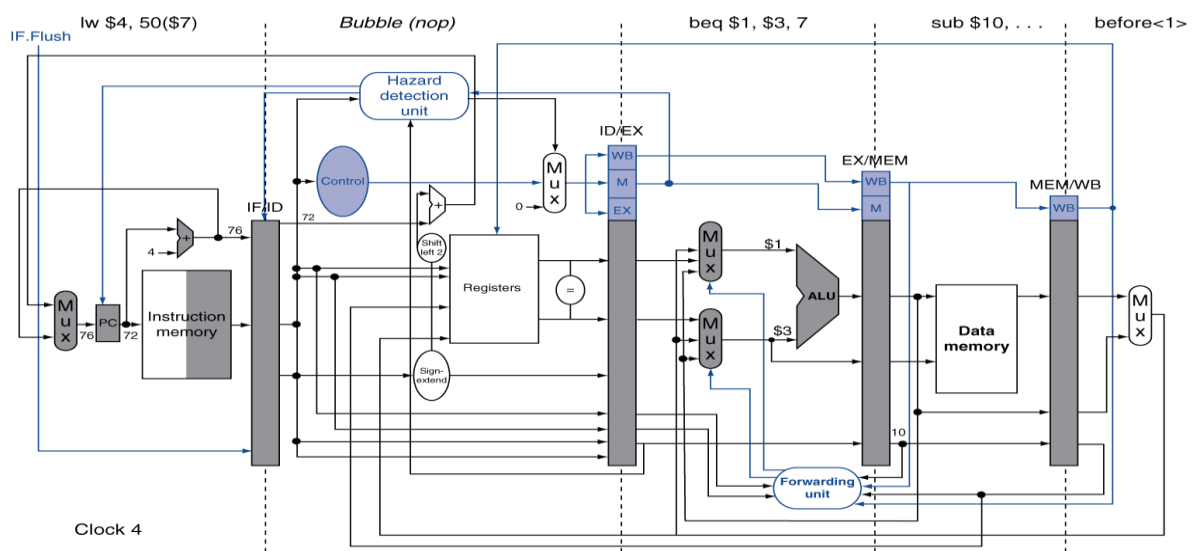 lw $4, 50($7)
Bubble (nop)
beq $1, $3, 7
sub $10, . . .
before<1>
IF.Flush
Hazard
detection
unit
ID/EX
WB
M
EX
EX/MEM
WB
M
MEM/WB
WB
Control
Mux
0
IF/ID
72
+
76
4
+
Shift
left 2
Registers
=
Mux
$1
ALU
Mux
76
PC
72
Instruction
memory
Mux
$3
Data
memory
Mux
Sign-
extend
10
Forwarding
unit
Clock 4